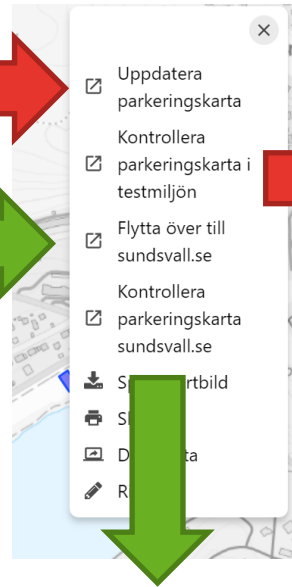 Uppdatera
parkeringskarta
Kontrollera
parkeringskarta i
testmiljön
Flytta över till
sundsvall.se
Kontrollera
parkeringskarta
sundsvall.se